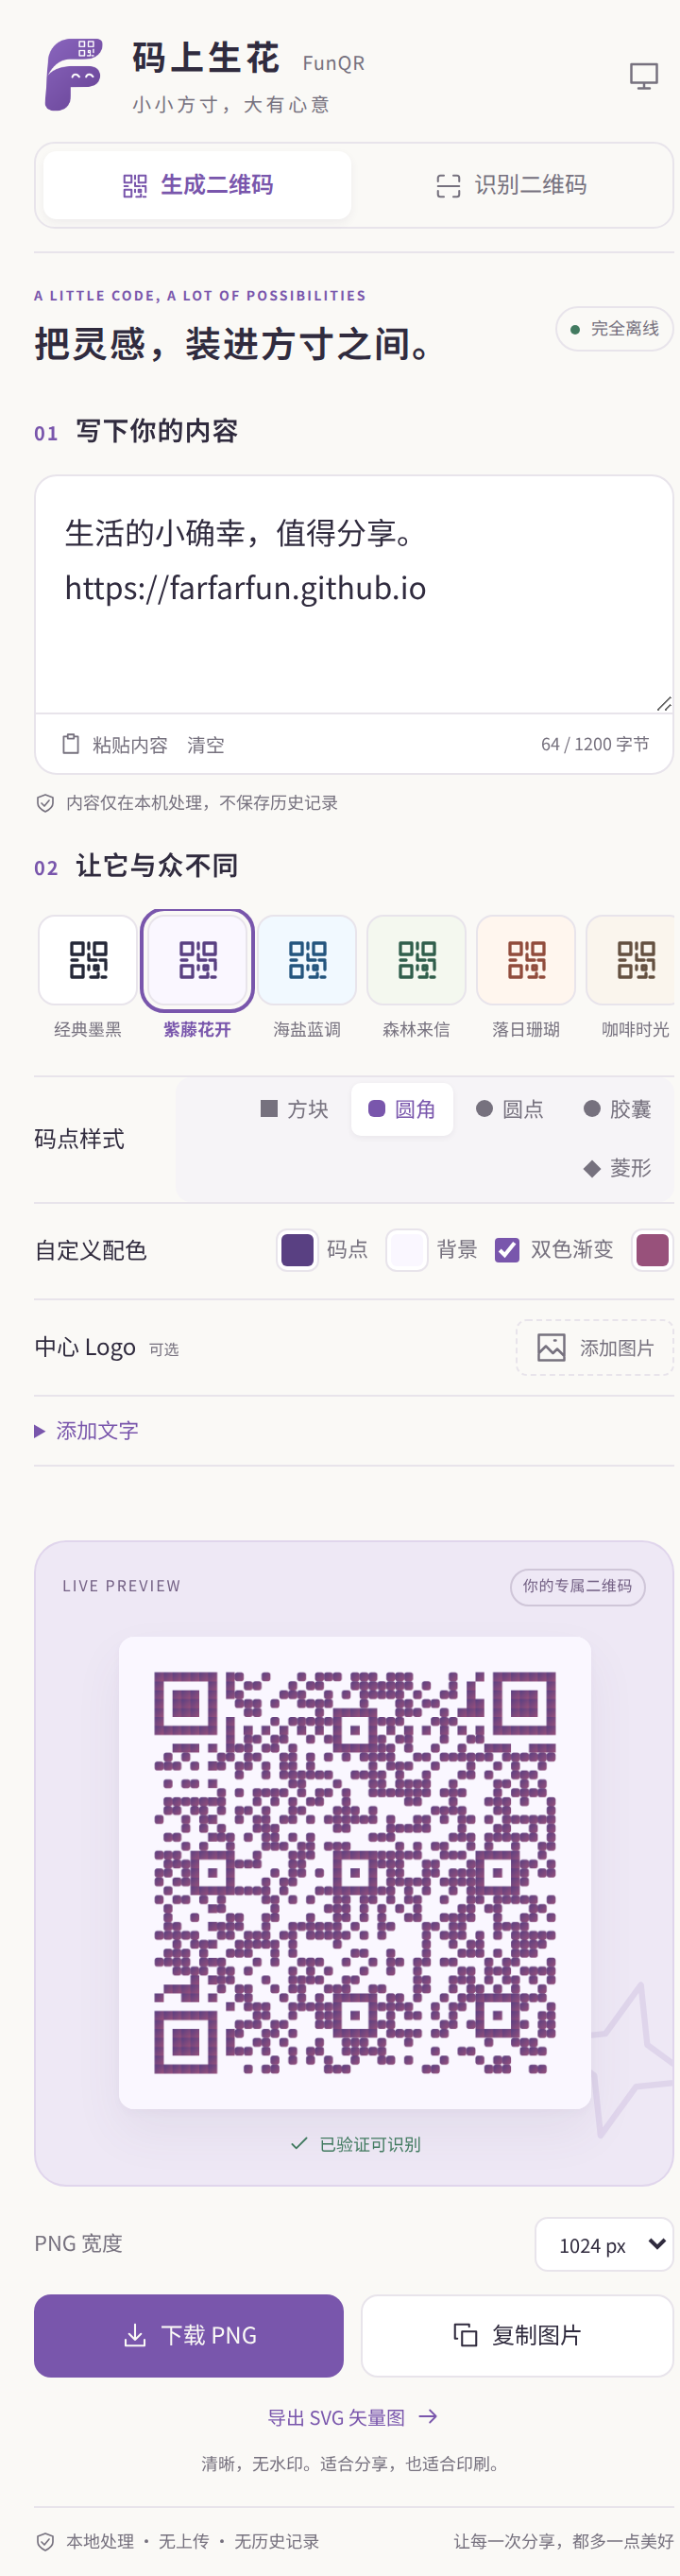 码上生花 FunQR
小小方寸，大有心意
生成二维码 识别二维码
A LITTLE CODE, A LOT OF POSSIBILITIES
把灵感，装进方寸之间。
完全离线
01 写下你的内容
生活的小确幸，值得分享。
https://farfarfun.github.io
粘贴内容 清空 64 / 1200 字节
内容仅在本机处理，不保存历史记录
02 让它与众不同
经典墨黑 紫藤花开 海盐蓝调 森林来信 落日珊瑚 咖啡时光
码点样式 方块 圆角 圆点 胶囊
菱形
自定义配色 码点 背景 双色渐变
中心 Logo 可选 添加图片
添加文字
LIVE PREVIEW 你的专属二维码
已验证可识别
PNG 宽度 1024 px
下载 PNG 复制图片
导出 SVG 矢量图
清晰，无水印。适合分享，也适合印刷。
本地处理 · 无上传 · 无历史记录 让每一次分享，都多一点美好